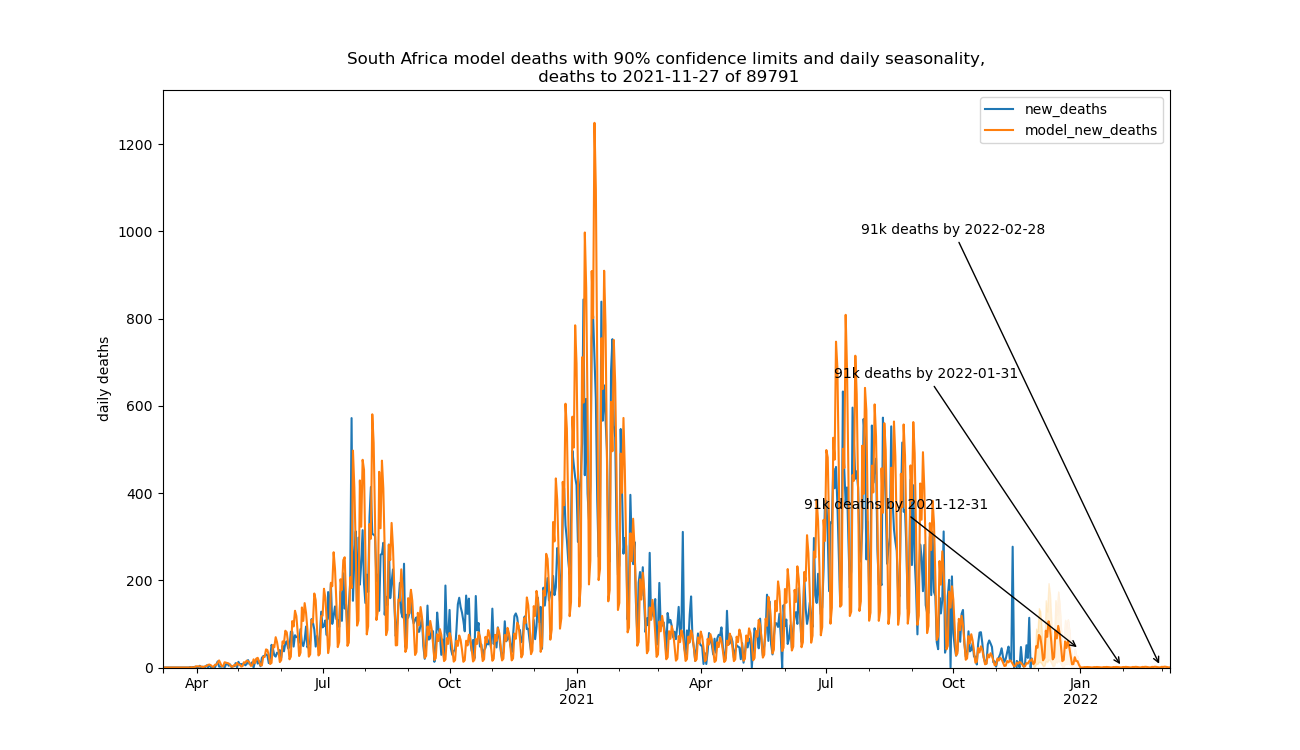 South Africa model deaths with 90% confidence limits and daily seasonality,
deaths to 2021-11-27 of 89791
new_deaths
model_new_deaths
1200
1000
800
600
400
200
0
daily deaths
91k deaths by 2022-02-28
91k deaths by 2022-01-31
91k deaths by 2021-12-31
Apr
Jul
Oct
Jan
2021
Apr
Jul
Oct
Jan
2022